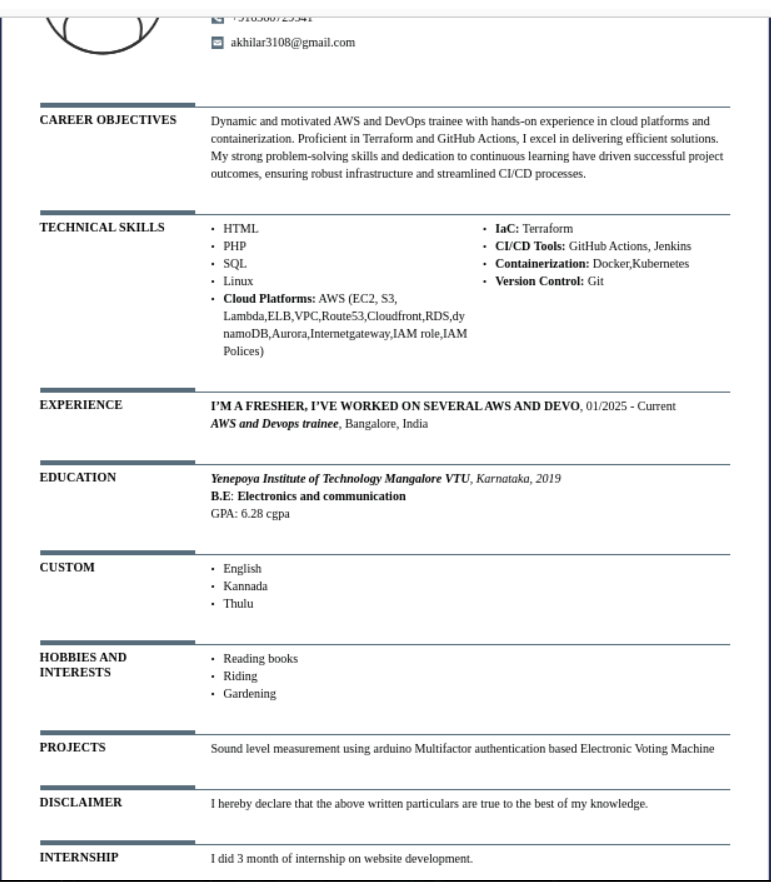 akhilar3108@gmail.com
CAREER OBJECTIVES
Dynamic and motivated AWS and DevOps trainee with hands-on experience in cloud platforms and
containerization. Proficient in Terraform and GitHub Actions, I excel in delivering efficient solutions.
My strong problem-solving skills and dedication to continuous learning have driven successful project
outcomes, ensuring robust infrastructure and streamlined CI/CD processes.
TECHNICAL SKILLS
• HTML
• PHP
• SQL
• Linux
• Cloud Platforms: AWS (EC2, S3,
Lambda,ELB,VPC,Route53,Cloudfront,RDS,dy
namoDB,Aurora,Internetgateway,IAM role,IAM
Polices)
• IaC: Terraform
• CI/CD Tools: GitHub Actions, Jenkins
• Containerization: Docker,Kubernetes
• Version Control: Git
EXPERIENCE
I'M A FRESHER, I'VE WORKED ON SEVERAL AWS AND DEVO, 01/2025 - Current
AWS and Devops trainee, Bangalore, India
EDUCATION
Yenepoya Institute of Technology Mangalore VTU, Karnataka, 2019
B.E: Electronics and communication
GPA: 6.28 cgpa
CUSTOM
• English
• Kannada
• Thulu
HOBBIES AND
INTERESTS
• Reading books
• Riding
• Gardening
PROJECTS
Sound level measurement using arduino Multifactor authentication based Electronic Voting Machine
DISCLAIMER
I hereby declare that the above written particulars are true to the best of my knowledge.
INTERNSHIP
I did 3 month of internship on website development.